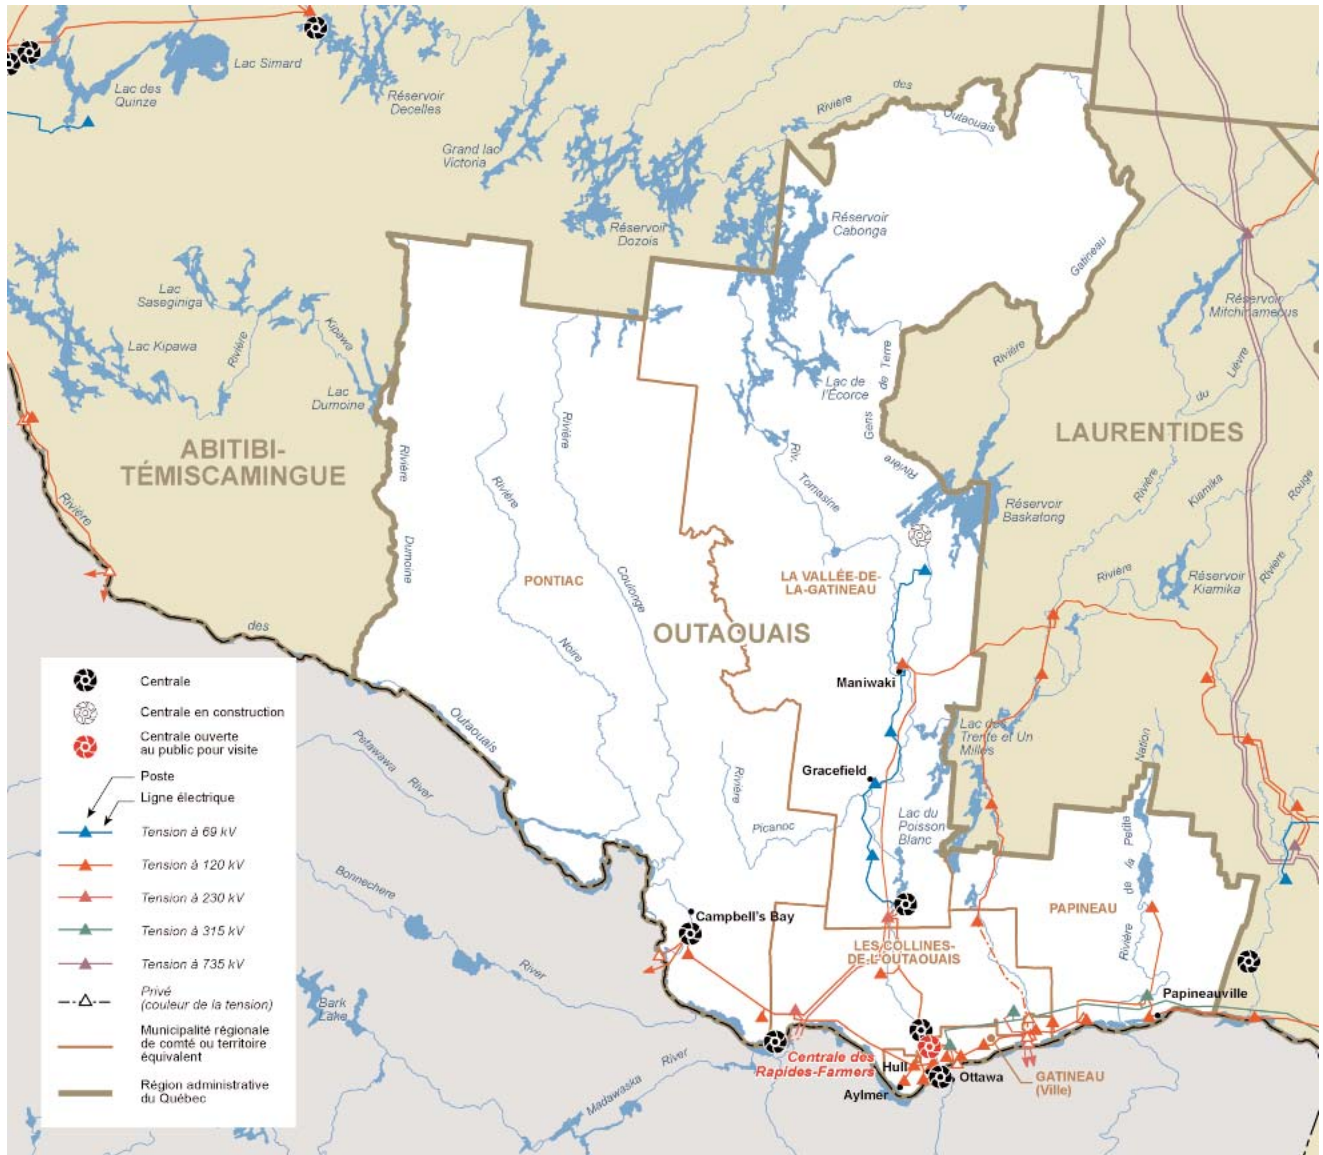 Lac Simard
Lac des
Quinze
Réservoir
Decelles
Grand lac
Victoria
Rivière
des
Outaouais
Réservoir
Dozois
Réservoir
Cabonga
Gatineau
Lac
Saseginiga
Lac Kipawa
Rivière
Kipawa
Lac
Dumoine
Réservoir
Mitchinamecus
Rivière
du
Lièvre
Lac de
l'Écorce
Gens
de Terre
Rivière
ABITIBI-
TÉMISCAMINGUE
LAURENTIDES
Rivière
Dumoine
Rivière
Noire
Rivière
Coulonge
Riv.
Tomasine
Réservoir
Baskatong
Rivière
Kiamika
Rouge
Rivière
Rivière
Réservoir
Kiamika
Rivière
des
Outaouais
PONTIAC
LA VALLÉE-DE-
LA-GATINEAU
OUTAOUAIS
Maniwaki
Lac des
Trente et Un
Milles
Gracefield
Lac du
Poisson
Blanc
Rivière
Picanoc
Petawawa
River
Bonnechere
River
Bark
Lake
Madawaska
River
Nation
Rivière de la Petite
PAPINEAU
Campbell's Bay
LES COLLINES-
DE-L'OUTAOUAIS
Papineauville
Centrale des
Rapides-Farmers
Hull
Aylmer
Ottawa
GATINEAU
(Ville)
Centrale
Centrale en construction
Centrale ouverte
au public pour visite
Poste
Ligne électrique
Tension à 69 kV
Tension à 120 kV
Tension à 230 kV
Tension à 315 kV
Tension à 735 kV
Privé
(couleur de la tension)
Municipalité régionale
de comté ou territoire
équivalent
Région administrative
du Québec